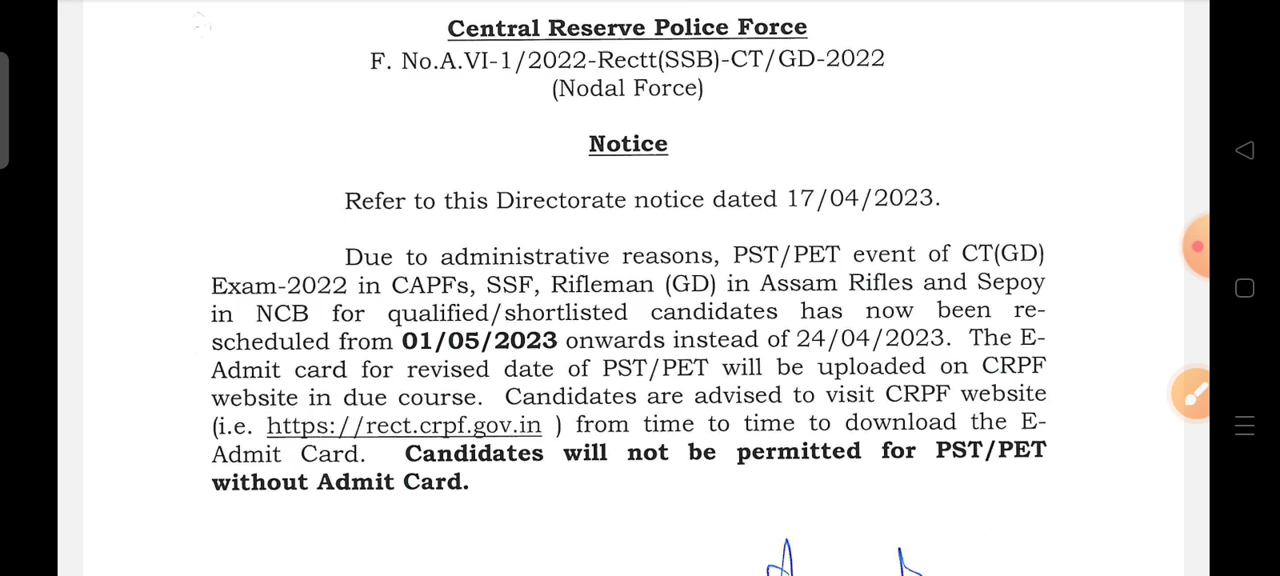 Central Reserve Police Force
F. No.A.VI-1/2022-Rectt(SSB)-CT/GD-2022
(Nodal Force)
Notice
Refer to this Directorate notice dated 17/04/2023.
Due to administrative reasons, PST/PET event of CT(GD)
Exam-2022 in CAPFs, SSF, Rifleman (GD) in Assam Rifles and Sepoy
in NCB for qualified/shortlisted candidates has now been re-
scheduled from 01/05/2023 onwards instead of 24/04/2023. The E-
Admit card for revised date of PST/PET will be uploaded on CRPF
website in due course. Candidates are advised to visit CRPF website
(i.e. https://rect.crpf.gov.in ) from time to time to download the E-
Admit Card. Candidates will not be permitted for PST/PET
without Admit Card.